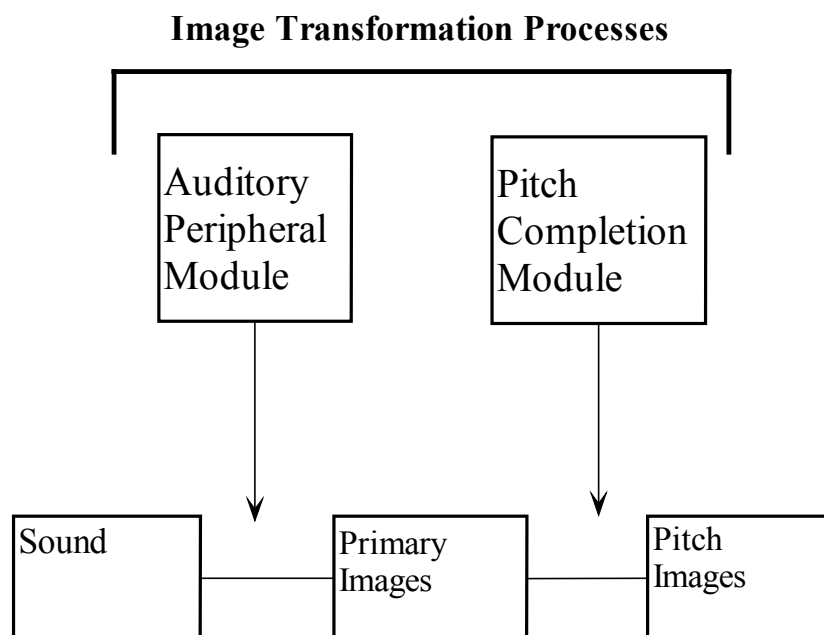 Image Transformation Processes
Auditory
Peripheral
Module
Pitch
Completion
Module
Sound
Primary
Images
Pitch
Images